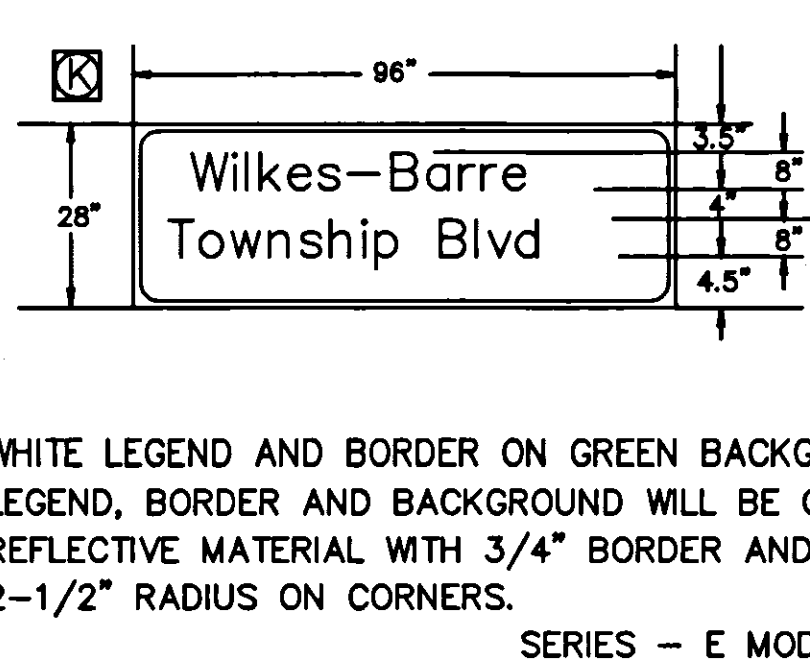 K
96"
3.5"
Wilkes-Barre
8"
4"
28"
Township Blvd
8"
4.5"
WHITE LEGEND AND BORDER ON GREEN
LEGEND, BORDER AND BACKGROUND WILL BE
REFLECTIVE MATERIAL WITH 3/4" BORDER AND
2-1/2" RADIUS ON CORNERS.
SERIES - E